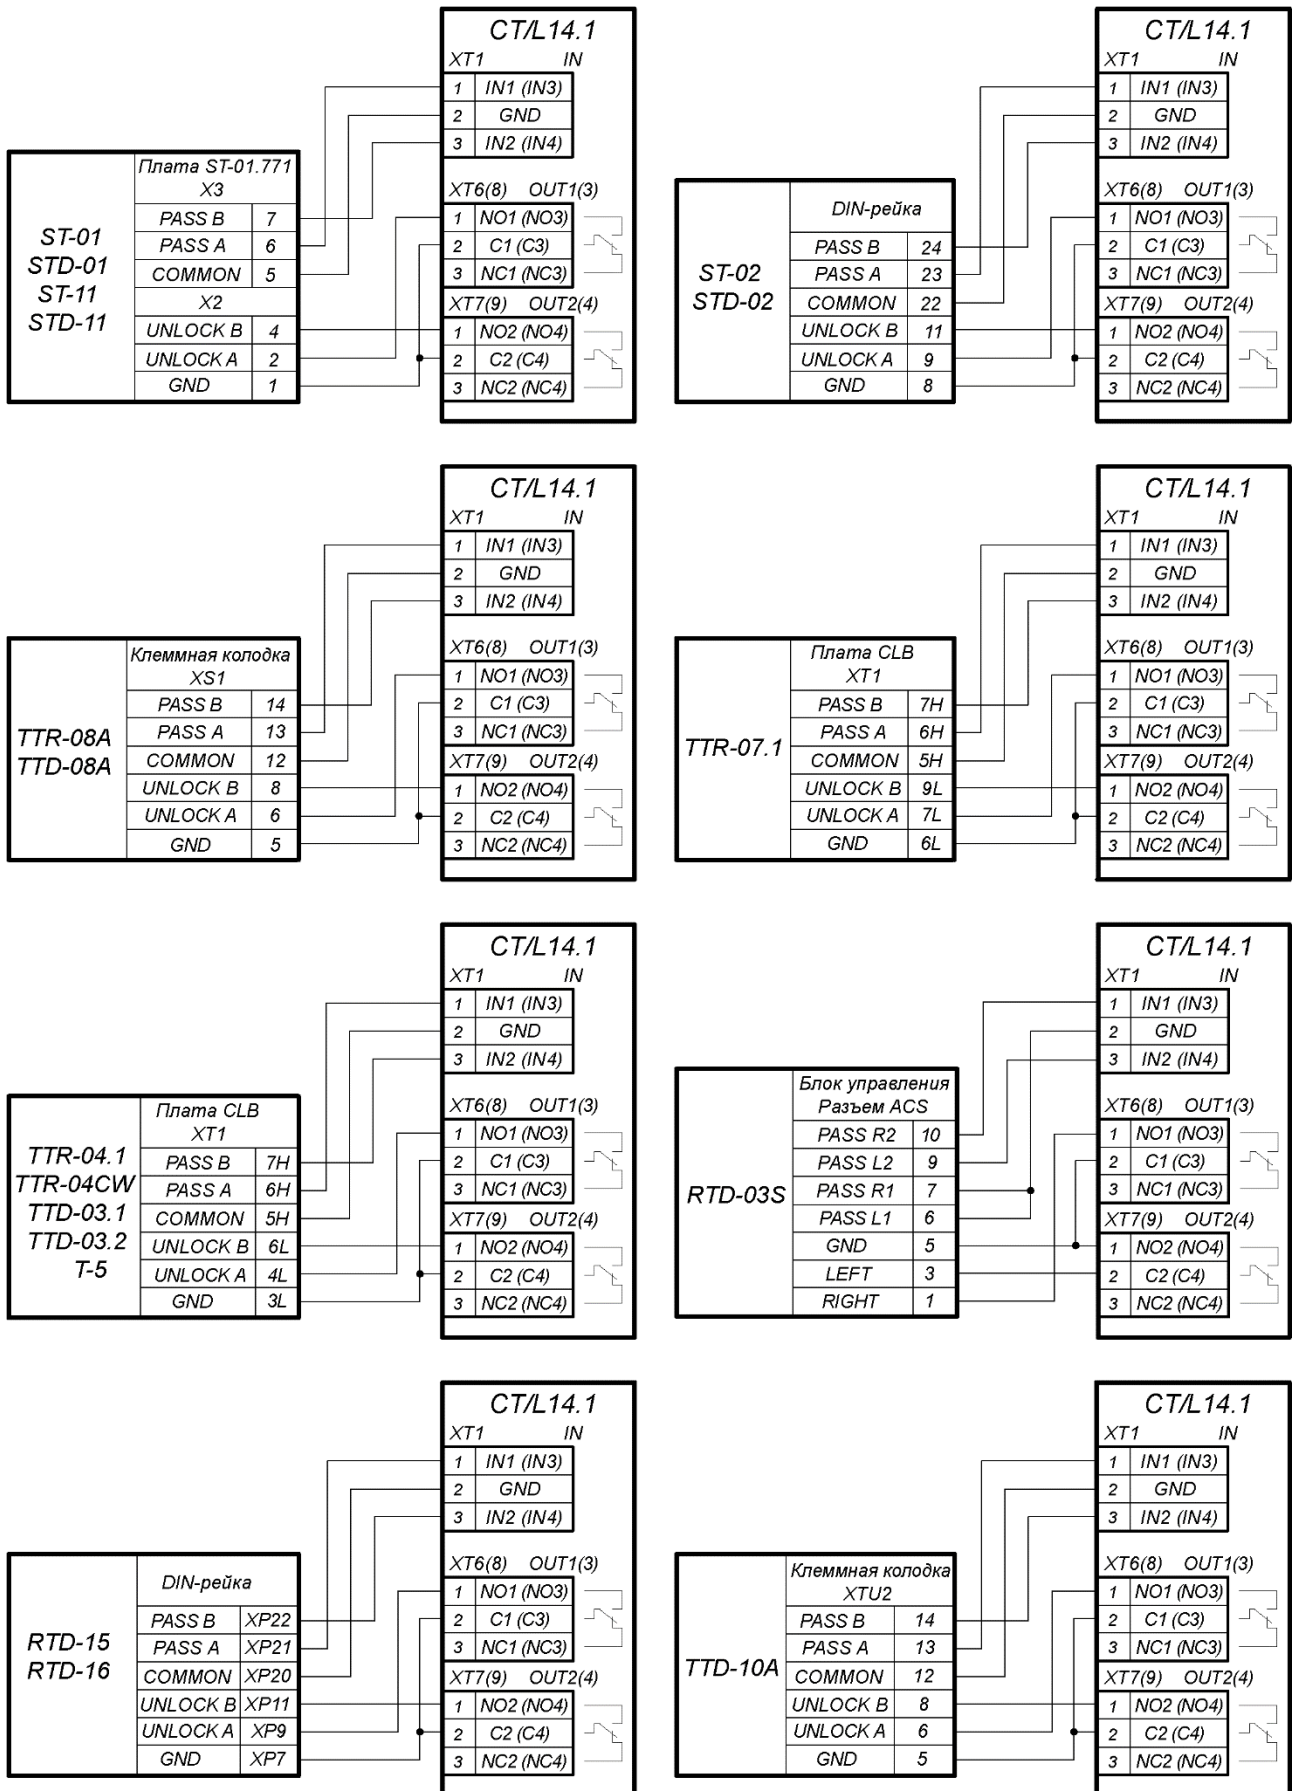 CT/L14.1
XT1 IN
1 IN1 (IN3)
2 GND
3 IN2 (IN4)
XT6(8) OUT1(3)
1 NO1 (NO3)
2 C1 (C3)
3 NC1 (NC3)
XT7(9) OUT2(4)
1 NO2 (NO4)
2 C2 (C4)
3 NC2 (NC4)
ST-01
STD-01
ST-11
STD-11
Плата ST-01.771
X3
PASS B 7
PASS A 6
COMMON 5
X2
UNLOCK B 4
UNLOCK A 2
GND 1
CT/L14.1
XT1 IN
1 IN1 (IN3)
2 GND
3 IN2 (IN4)
XT6(8) OUT1(3)
1 NO1 (NO3)
2 C1 (C3)
3 NC1 (NC3)
XT7(9) OUT2(4)
1 NO2 (NO4)
2 C2 (C4)
3 NC2 (NC4)
ST-02
STD-02
DIN-рейка
PASS B 24
PASS A 23
COMMON 22
UNLOCK B 11
UNLOCK A 9
GND 8
CT/L14.1
XT1 IN
1 IN1 (IN3)
2 GND
3 IN2 (IN4)
XT6(8) OUT1(3)
1 NO1 (NO3)
2 C1 (C3)
3 NC1 (NC3)
XT7(9) OUT2(4)
1 NO2 (NO4)
2 C2 (C4)
3 NC2 (NC4)
TTR-08A
TTD-08A
Клеммная колодка
XS1
PASS B 14
PASS A 13
COMMON 12
UNLOCK B 8
UNLOCK A 6
GND 5
CT/L14.1
XT1 IN
1 IN1 (IN3)
2 GND
3 IN2 (IN4)
XT6(8) OUT1(3)
1 NO1 (NO3)
2 C1 (C3)
3 NC1 (NC3)
XT7(9) OUT2(4)
1 NO2 (NO4)
2 C2 (C4)
3 NC2 (NC4)
TTR-07.1
Плата CLB
XT1
PASS B 7H
PASS A 6H
COMMON 5H
UNLOCK B 9L
UNLOCK A 7L
GND 6L
CT/L14.1
XT1 IN
1 IN1 (IN3)
2 GND
3 IN2 (IN4)
XT6(8) OUT1(3)
1 NO1 (NO3)
2 C1 (C3)
3 NC1 (NC3)
XT7(9) OUT2(4)
1 NO2 (NO4)
2 C2 (C4)
3 NC2 (NC4)
TTR-04.1
TTR-04CW
TTD-03.1
TTD-03.2
T-5
Плата CLB
XT1
PASS B 7H
PASS A 6H
COMMON 5H
UNLOCK B 6L
UNLOCK A 4L
GND 3L
CT/L14.1
XT1 IN
1 IN1 (IN3)
2 GND
3 IN2 (IN4)
XT6(8) OUT1(3)
1 NO1 (NO3)
2 C1 (C3)
3 NC1 (NC3)
XT7(9) OUT2(4)
1 NO2 (NO4)
2 C2 (C4)
3 NC2 (NC4)
RTD-03S
Блок управления
Разъем ACS
PASS R2 10
PASS L2 9
PASS R1 7
PASS L1 6
GND 5
LEFT 3
RIGHT 1
CT/L14.1
XT1 IN
1 IN1 (IN3)
2 GND
3 IN2 (IN4)
XT6(8) OUT1(3)
1 NO1 (NO3)
2 C1 (C3)
3 NC1 (NC3)
XT7(9) OUT2(4)
1 NO2 (NO4)
2 C2 (C4)
3 NC2 (NC4)
RTD-15
RTD-16
DIN-рейка
PASS B XP22
PASS A XP21
COMMON XP20
UNLOCK B XP11
UNLOCK A XP9
GND XP7
CT/L14.1
XT1 IN
1 IN1 (IN3)
2 GND
3 IN2 (IN4)
XT6(8) OUT1(3)
1 NO1 (NO3)
2 C1 (C3)
3 NC1 (NC3)
XT7(9) OUT2(4)
1 NO2 (NO4)
2 C2 (C4)
3 NC2 (NC4)
TTD-10A
Клеммная колодка
XTU2
PASS B 14
PASS A 13
COMMON 12
UNLOCK B 8
UNLOCK A 6
GND 5